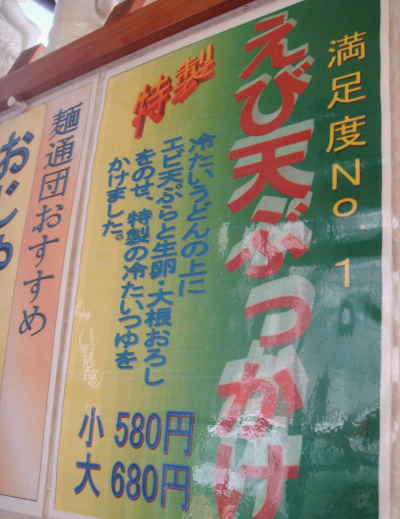 満足度No.1
えび天ぶっかけ
特製
冷たいうどんの上に
エビ天ぷらと生卵・大根おろし
をのせ、特製の冷たいつゆを
かけました。
小 580円
大 680円
麺通団おすすめ